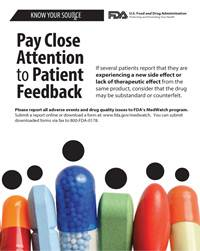 KNOW YOUR SOURCE
FDA U.S. Food and Drug Administration
Protecting and Promoting Your Health
Pay Close
Attention
to Patient
Feedback
If several patients report that they are
experiencing a new side effect or
lack of therapeutic effect from the
same product, consider that the drug
may be substandard or counterfeit.
Please report all adverse events and drug quality issues to FDA's MedWatch program.
Submit a report online or download a form at: www.fda.gov/medwatch. You can submit
downloaded forms via fax to 800-FDA-0178.